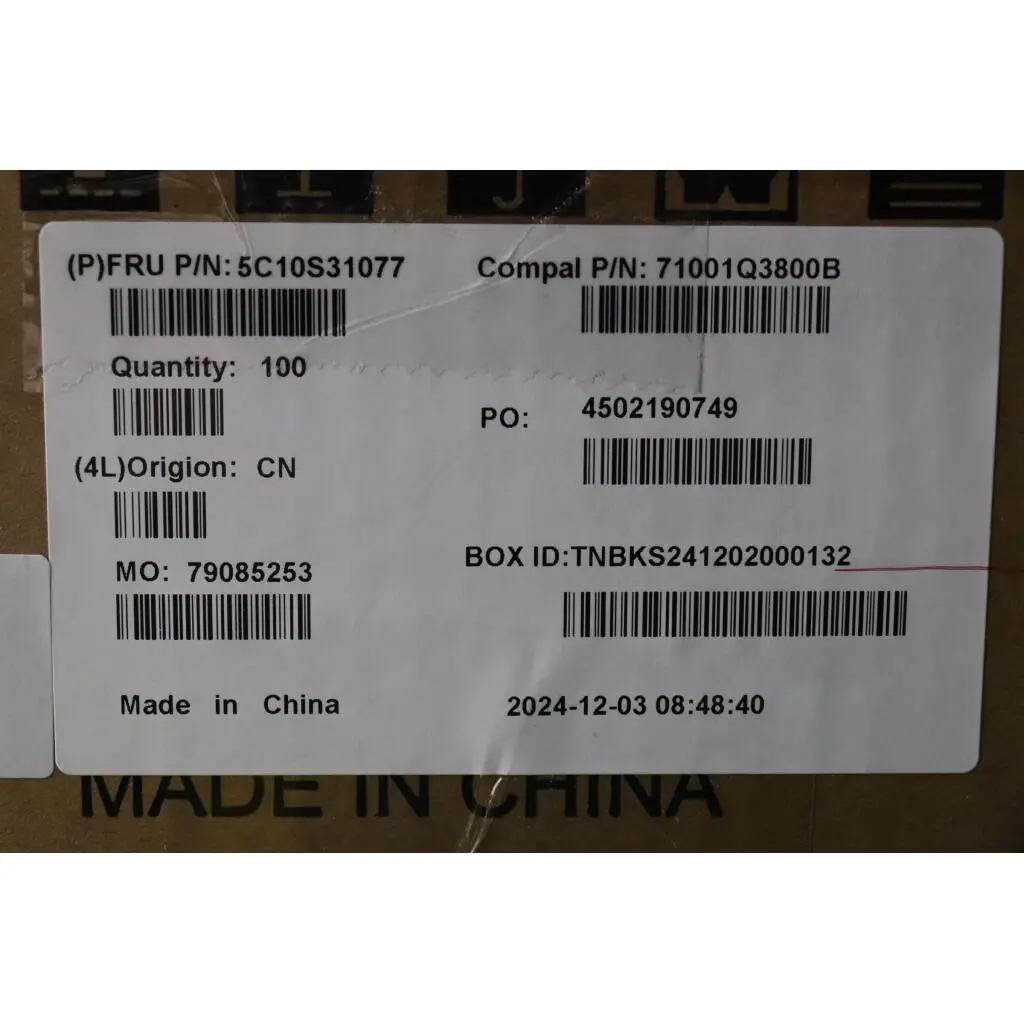 (P)FRU P/N: 5C10S31077
Compal P/N: 71001Q3800B
Quantity: 100
PO: 4502190749
(4L)Origion: CN
BOX ID:TNBKS241202000132
MO: 79085253
Made in China
2024-12-03 08:48:40
MADE IN CHINA